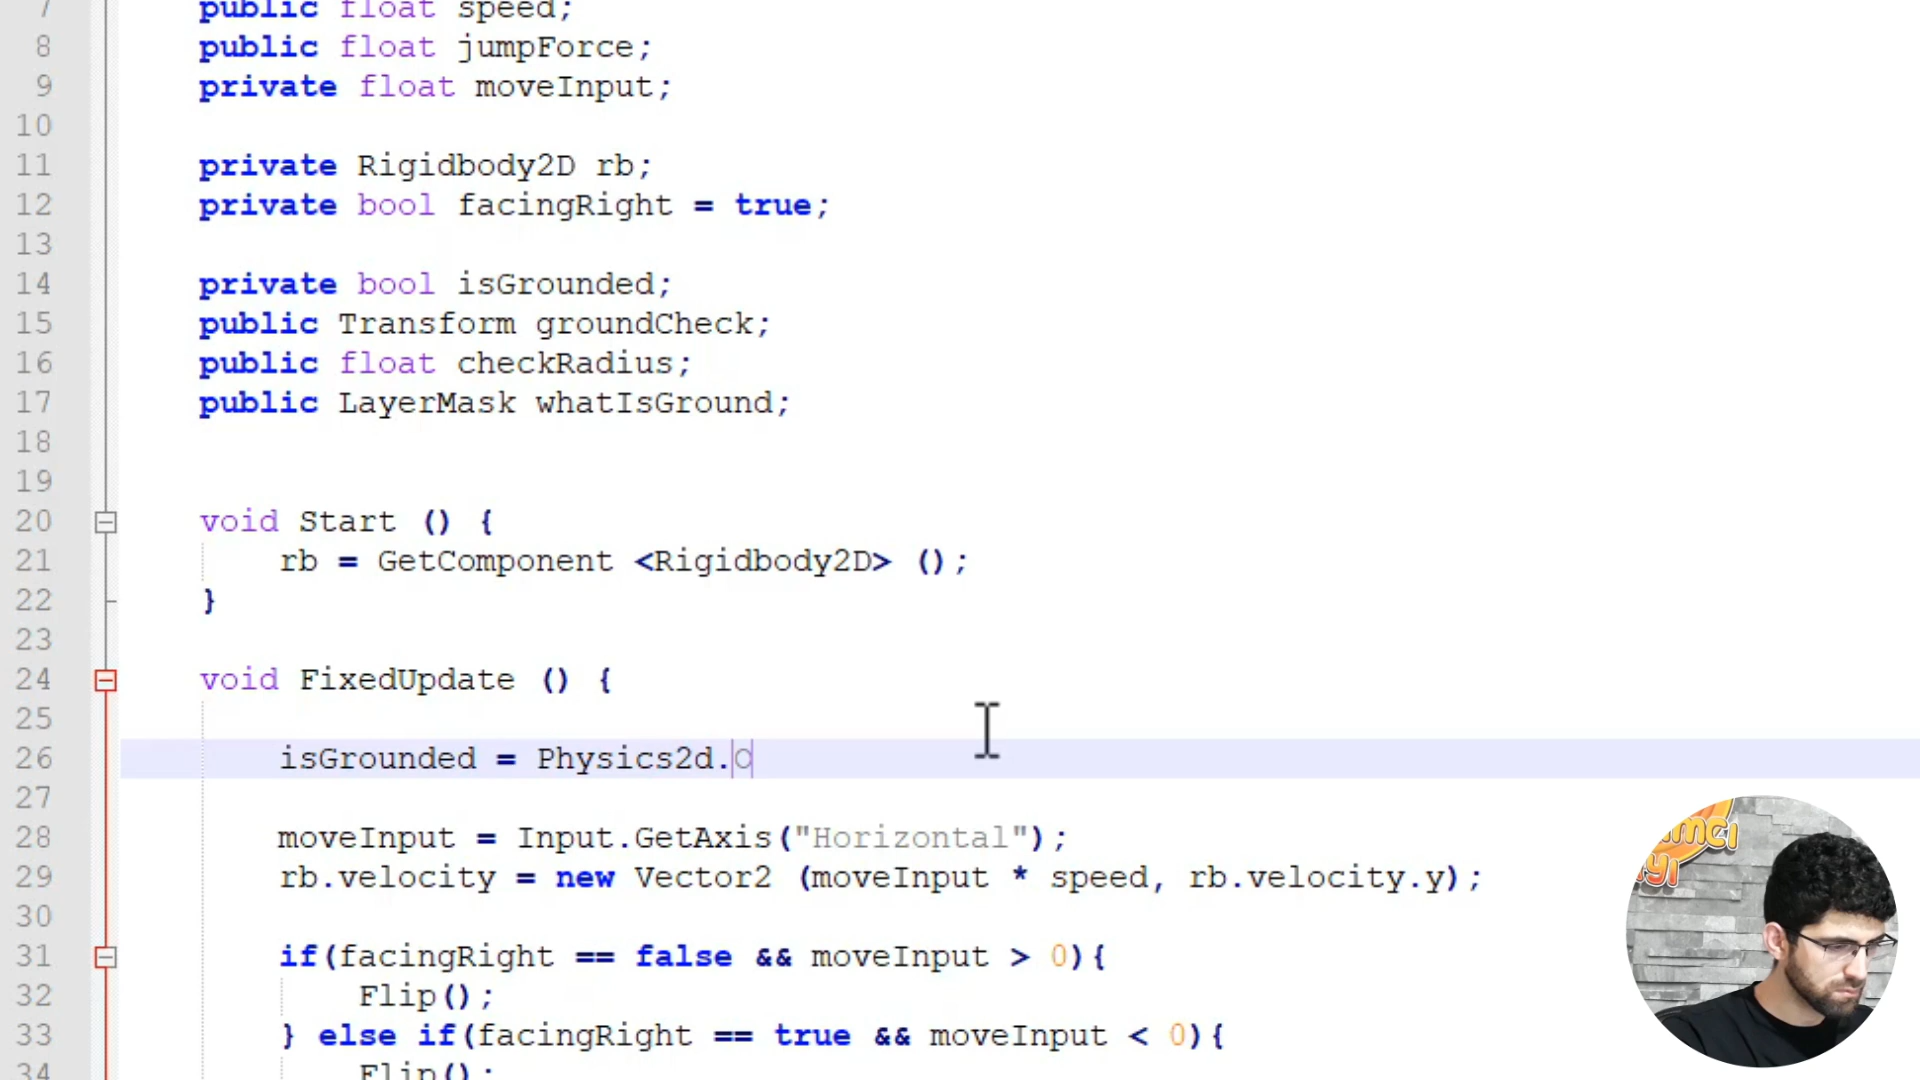 7 public float speed;
8 public float jumpForce;
9 private float moveInput;
10
11 private Rigidbody2D rb;
12 private bool facingRight = true;
13
14 private bool isGrounded;
15 public Transform groundCheck;
16 public float checkRadius;
17 public LayerMask whatIsGround;
18
19
20 void Start () {
21 rb = GetComponent <Rigidbody2D> ();
22 }
23
24 void FixedUpdate () {
25
26 isGrounded = Physics2d.O
27
28 moveInput = Input.GetAxis("Horizontal");
29 rb.velocity = new Vector2 (moveInput * speed, rb.velocity.y);
30
31 if(facingRight == false && moveInput > 0){
32 Flip();
33 } else if(facingRight == true && moveInput < 0){
34 Flip();